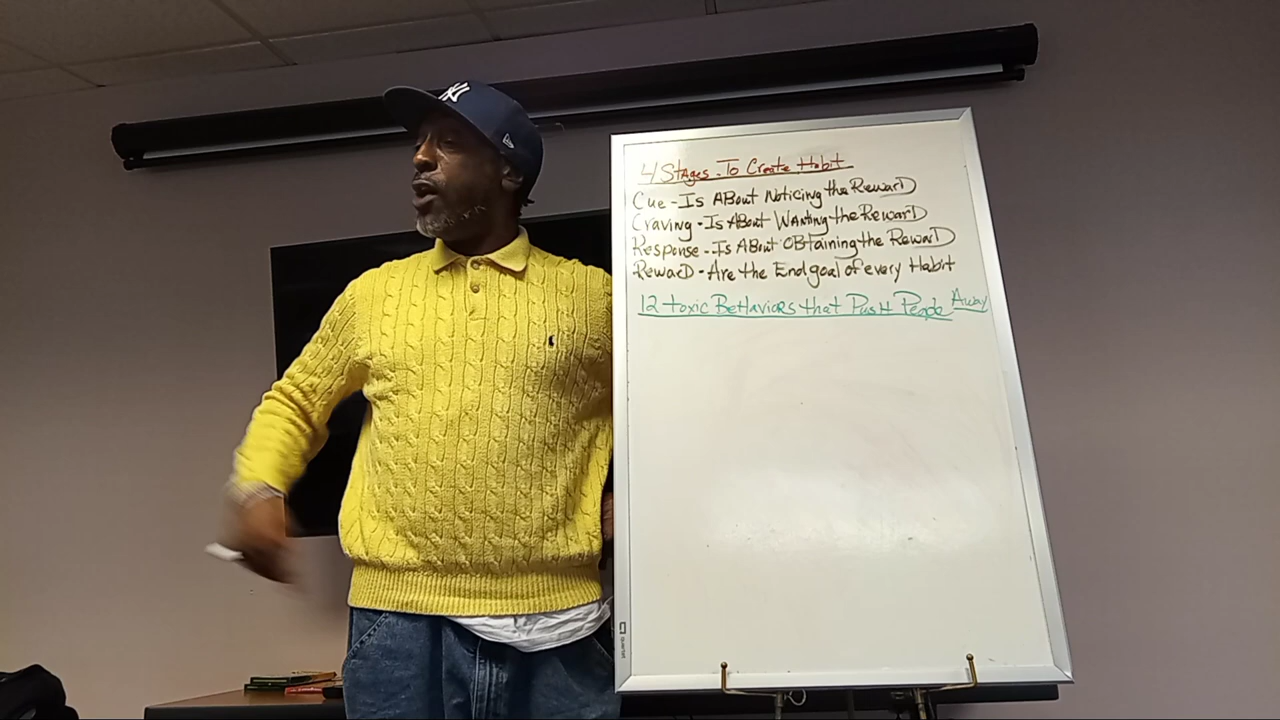 NY
4 Stages - To Create Habit
Cue - Is About Noticing the Reward
Craving - Is About Wanting the Reward
Response - Is About Obtaining the Reward
Reward - Are the End goal of every Habit
12 toxic Behaviors that Push People Away
quartet